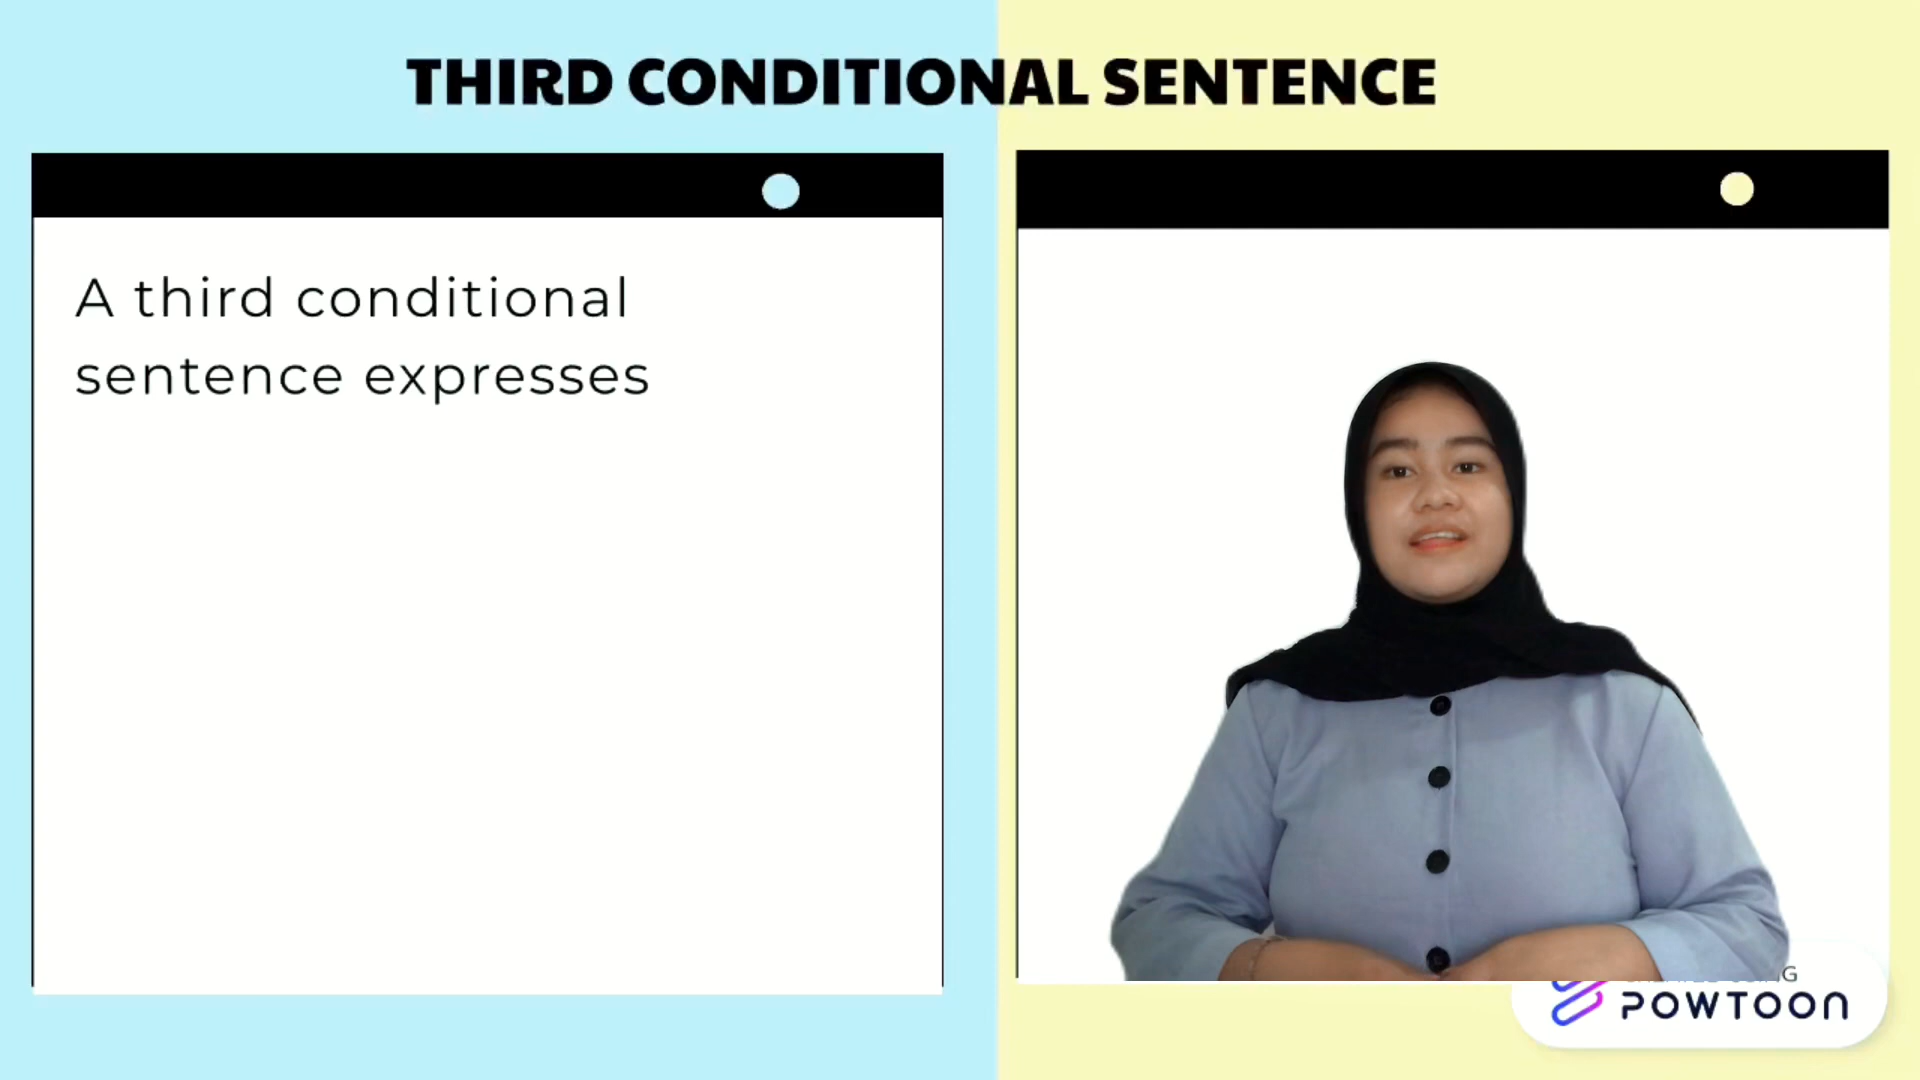 THIRD CONDITIONAL SENTENCE
A third conditional
sentence expresses
POWTOON